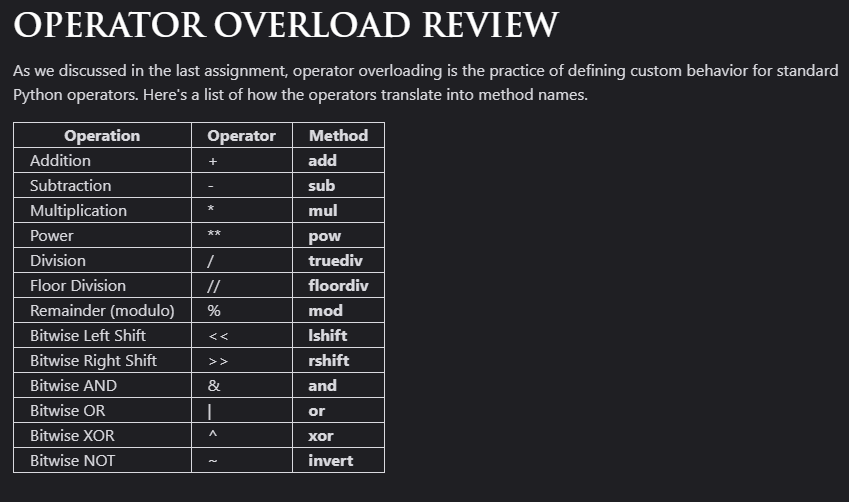 OPERATOR OVERLOAD REVIEW
As we discussed in the last assignment, operator overloading is the practice of defining custom behavior for standard
Python operators. Here's a list of how the operators translate into method names.
Operation Operator Method
Addition + add
Subtraction - sub
Multiplication * mul
Power ** pow
Division / truediv
Floor Division // floordiv
Remainder (modulo) % mod
Bitwise Left Shift << lshift
Bitwise Right Shift >> rshift
Bitwise AND & and
Bitwise OR | or
Bitwise XOR ^ xor
Bitwise NOT ~ invert